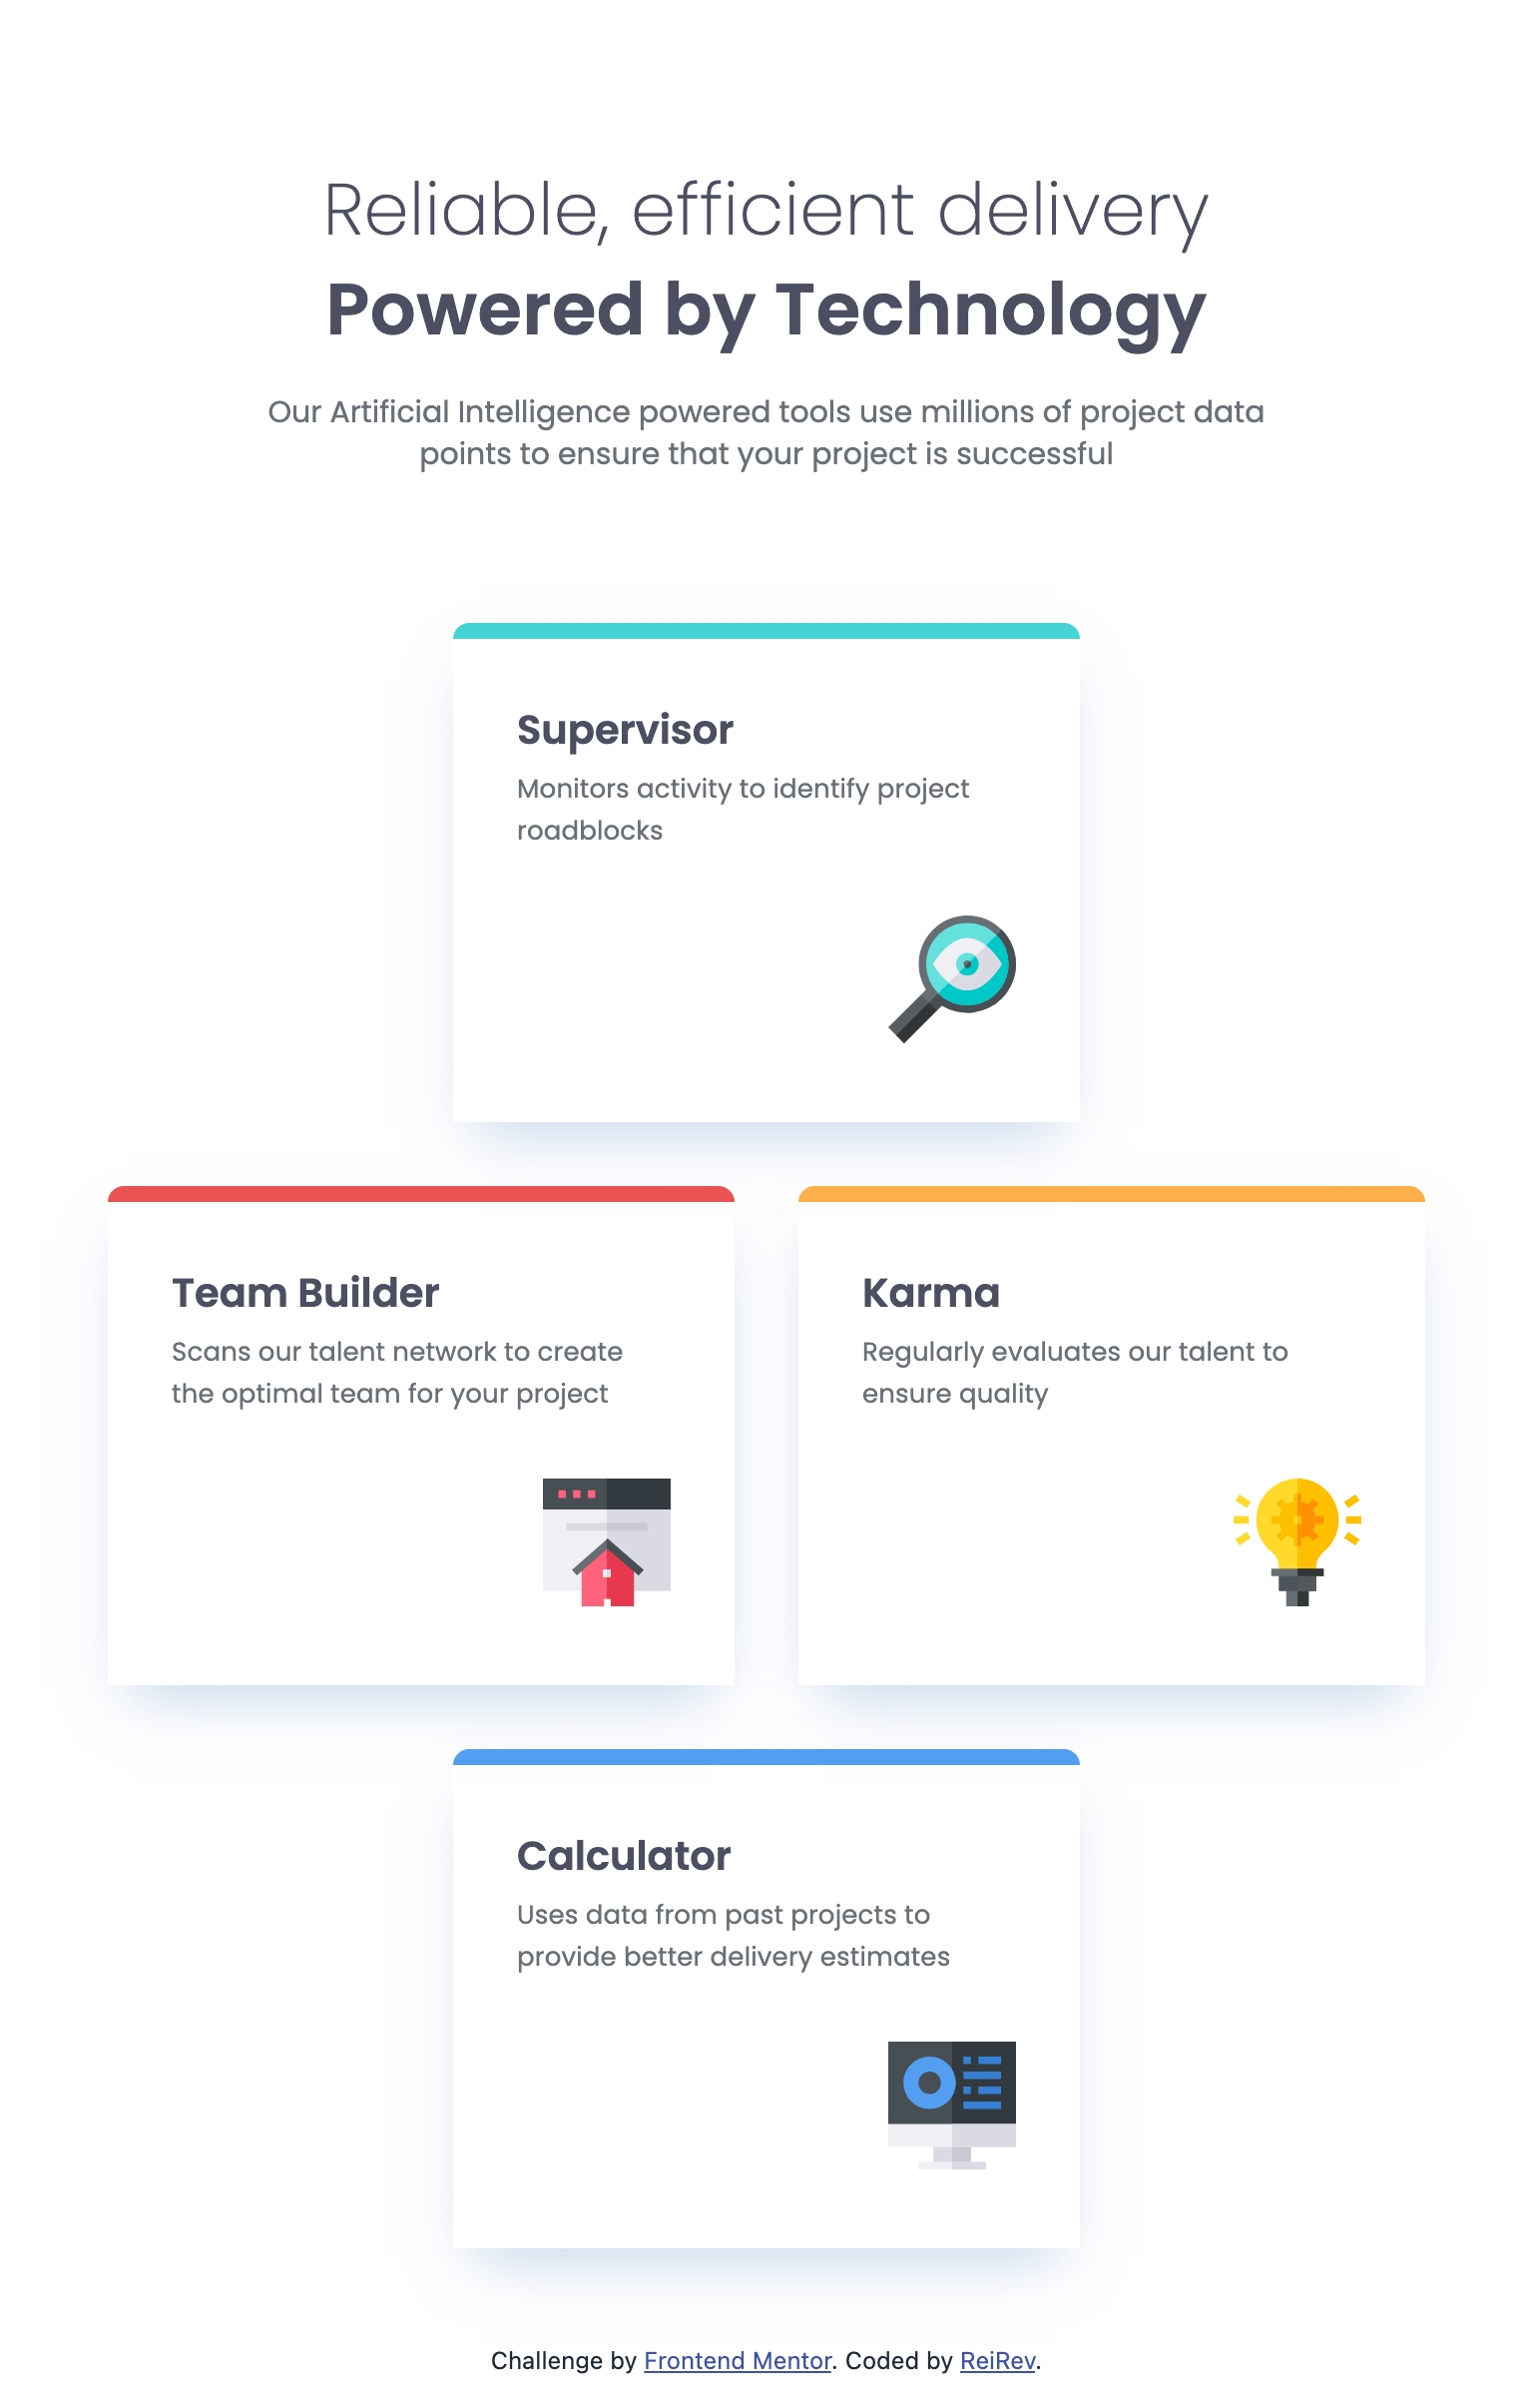 Reliable, efficient delivery
Powered by Technology
Our Artificial Intelligence powered tools use millions of project data
points to ensure that your project is successful
Supervisor
Monitors activity to identify project
roadblocks
Team Builder
Scans our talent network to create
the optimal team for your project
Karma
Regularly evaluates our talent to
ensure quality
Calculator
Uses data from past projects to
provide better delivery estimates
Challenge by Frontend Mentor. Coded by ReiRev.